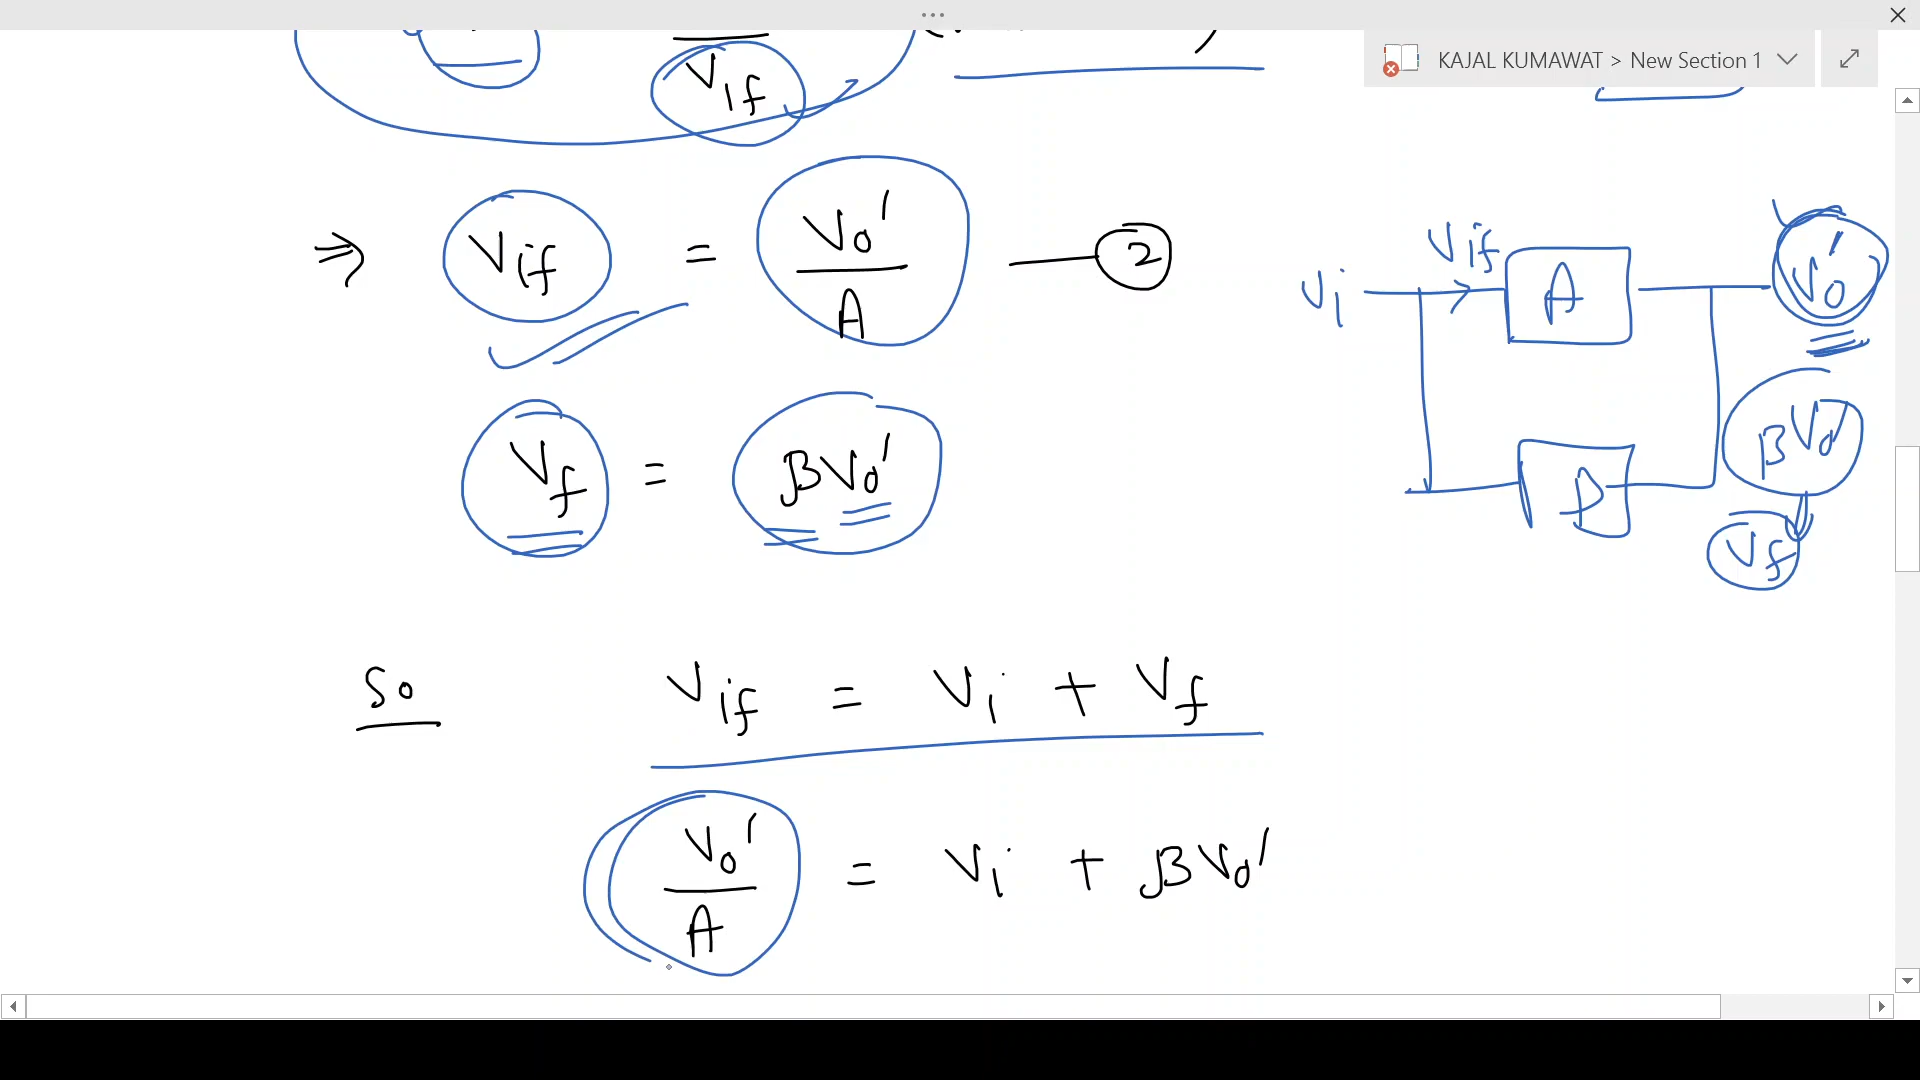 KAJAL KUMAWAT > New Section 1
Vif
⇒ Vif = Vo' / A — 2
Vf = βVo'
Vi Vif A Vo'
β βVo'
Vf
So Vif = Vi + Vf
Vo' / A = Vi + βVo'